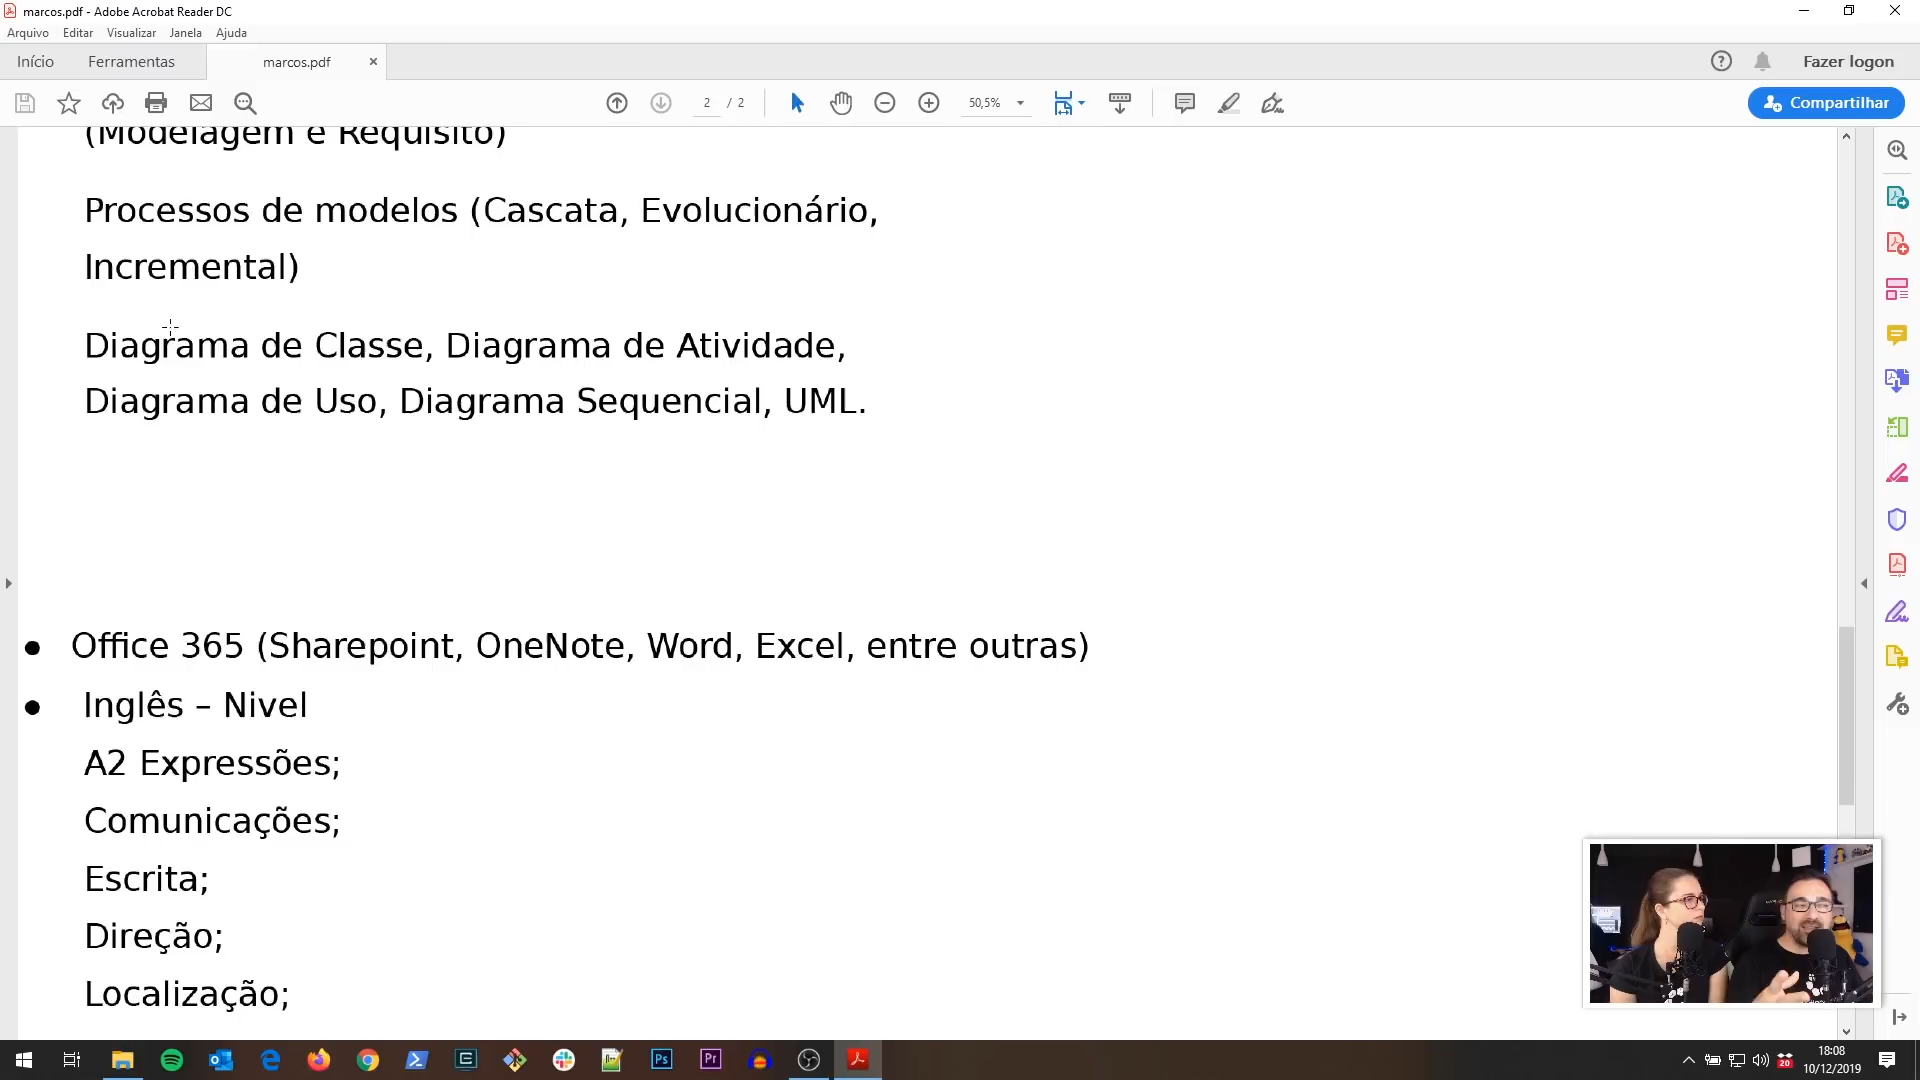 marcos.pdf - Adobe Acrobat Reader DC
Arquivo Editar Visualizar Janela Ajuda
Início Ferramentas marcos.pdf
Fazer logon
2 / 2
50,5%
Compartilhar
(Modelagem e Requisito)
Processos de modelos (Cascata, Evolucionário,
Incremental)
Diagrama de Classe, Diagrama de Atividade,
Diagrama de Uso, Diagrama Sequencial, UML.
● Office 365 (Sharepoint, OneNote, Word, Excel, entre outras)
● Inglês – Nivel
A2 Expressões;
Comunicações;
Escrita;
Direção;
Localização;
Ps Pr
20
18:08
10/12/2019